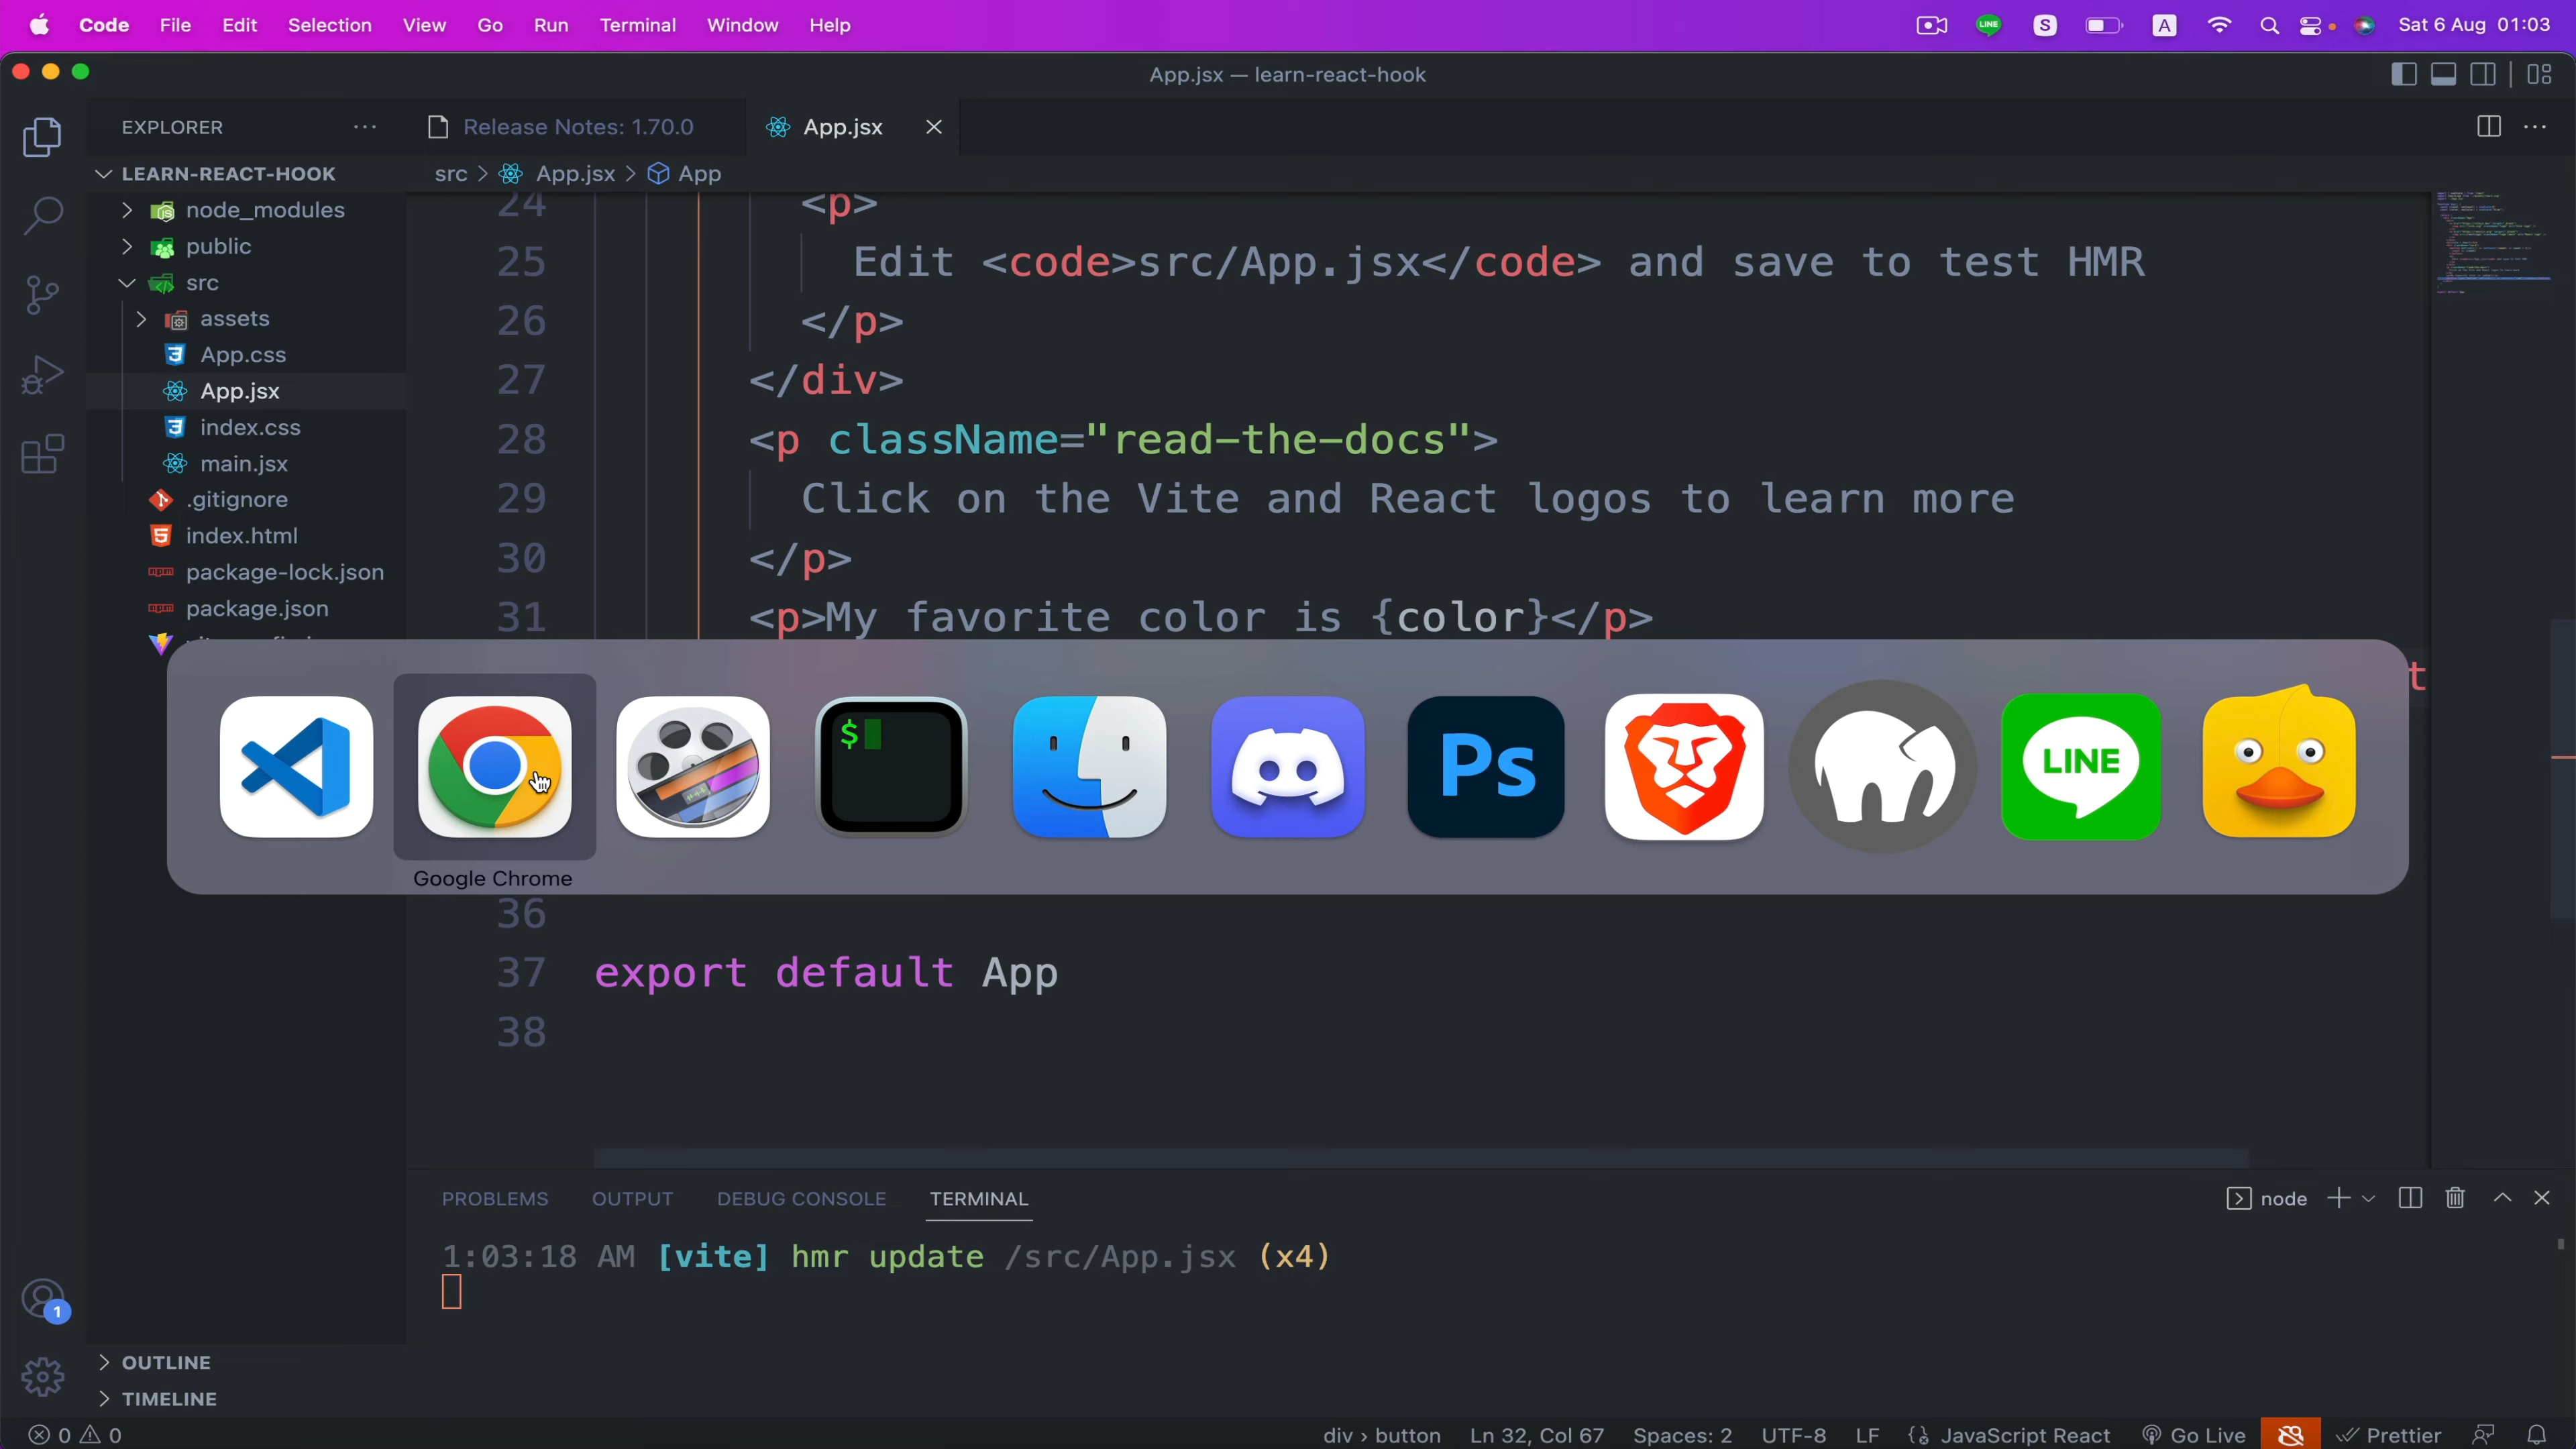 Code File Edit Selection View Go Run Terminal Window Help
LINE S A Sat 6 Aug 01:03
App.jsx — learn-react-hook
EXPLORER
Release Notes: 1.70.0
App.jsx
LEARN-REACT-HOOK
src > App.jsx > App
node_modules
public
src
assets
App.css
App.jsx
index.css
main.jsx
.gitignore
index.html
package-lock.json
package.json
24 <p>
25 Edit <code>src/App.jsx</code> and save to test HMR
26 </p>
27 </div>
28 <p className="read-the-docs">
29 Click on the Vite and React logos to learn more
30 </p>
31 <p>My favorite color is {color}</p>
t
$
Ps
LINE
Google Chrome
36
37 export default App
38
PROBLEMS OUTPUT DEBUG CONSOLE TERMINAL
node
1:03:18 AM [vite] hmr update /src/App.jsx (x4)
1
OUTLINE
TIMELINE
0 0
div › button Ln 32, Col 67 Spaces: 2 UTF-8 LF JavaScript React Go Live Prettier